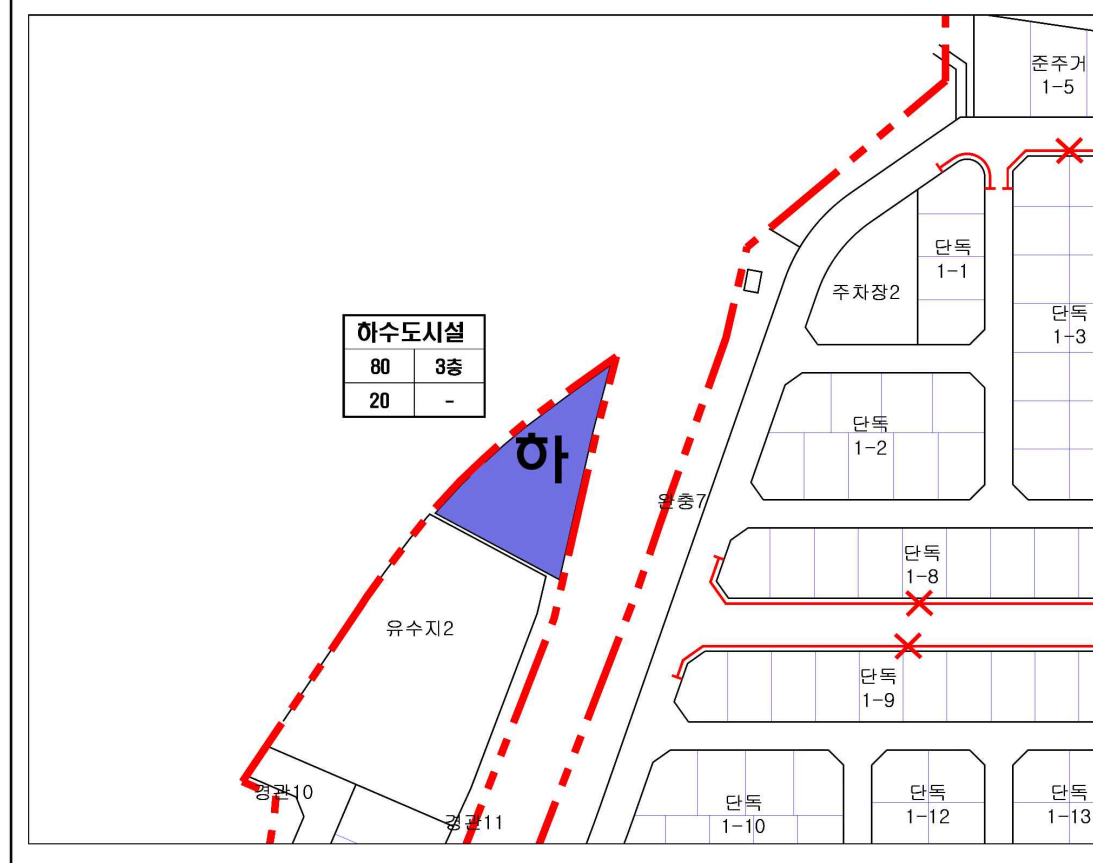 준주거
1-5
단독
1-1
주차장2
단독
1-3
하수도시설
80 3층
20 -
하
단독
1-2
완충7
단독
1-8
유수지2
단독
1-9
경관10
경관11
단독
1-10
단독
1-12
단독
1-13